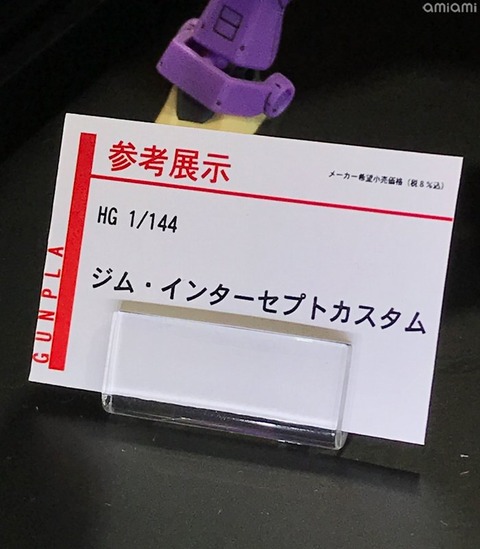 amiami
参考展示
メーカー希望小売価格（税8%込）
HG 1/144
ジム・インターセプトカスタム
GUNPLA